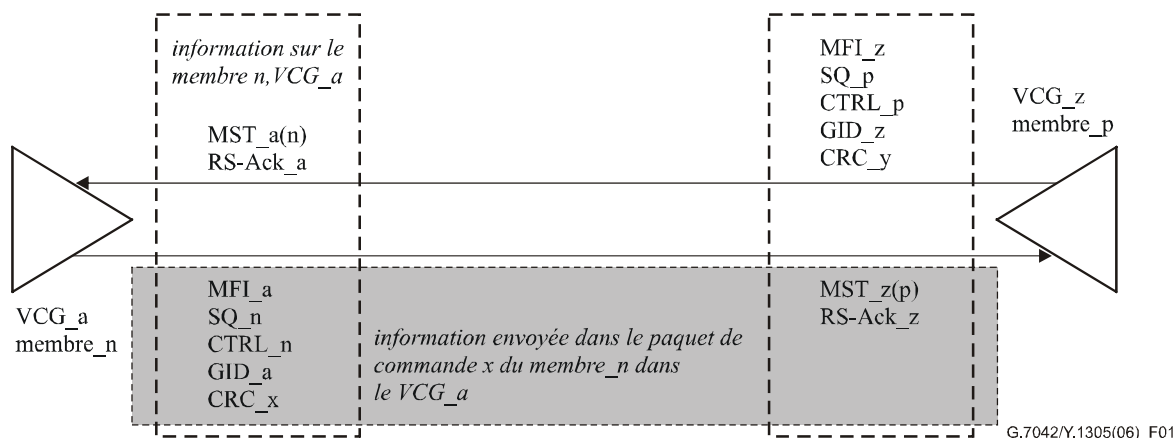 information sur le
membre n,VCG_a
MST_a(n)
RS-Ack_a
MFI_z
SQ_p
CTRL_p
GID_z
CRC_y
VCG_z
membre_p
VCG_a
membre_n
MFI_a
SQ_n
CTRL_n
GID_a
CRC_x
information envoyée dans le paquet de
commande x du membre_n dans
le VCG_a
MST_z(p)
RS-Ack_z
G.7042/Y.1305(06)_F01